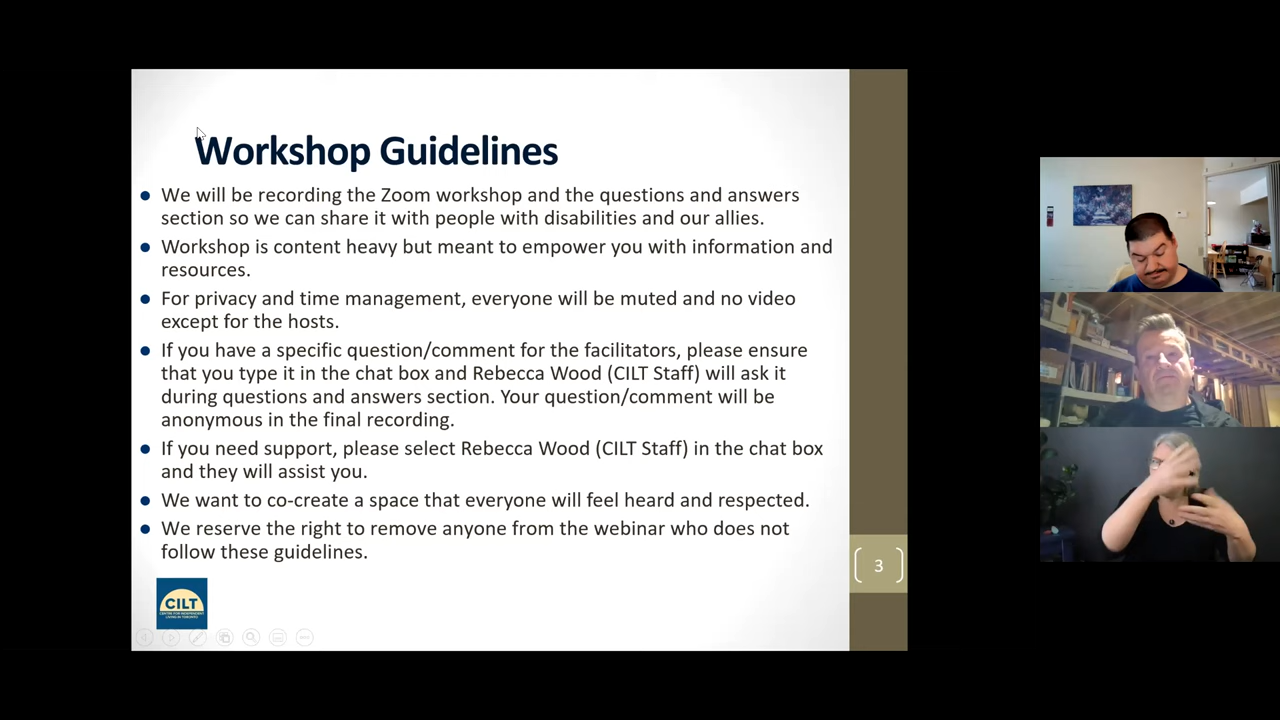 Workshop Guidelines
● We will be recording the Zoom workshop and the questions and answers
section so we can share it with people with disabilities and our allies.
● Workshop is content heavy but meant to empower you with information and
resources.
● For privacy and time management, everyone will be muted and no video
except for the hosts.
● If you have a specific question/comment for the facilitators, please ensure
that you type it in the chat box and Rebecca Wood (CILT Staff) will ask it
during questions and answers section. Your question/comment will be
anonymous in the final recording.
● If you need support, please select Rebecca Wood (CILT Staff) in the chat box
and they will assist you.
● We want to co-create a space that everyone will feel heard and respected.
● We reserve the right to remove anyone from the webinar who does not
follow these guidelines.
3
CILT
CENTRE FOR INDEPENDENT
LIVING IN TORONTO